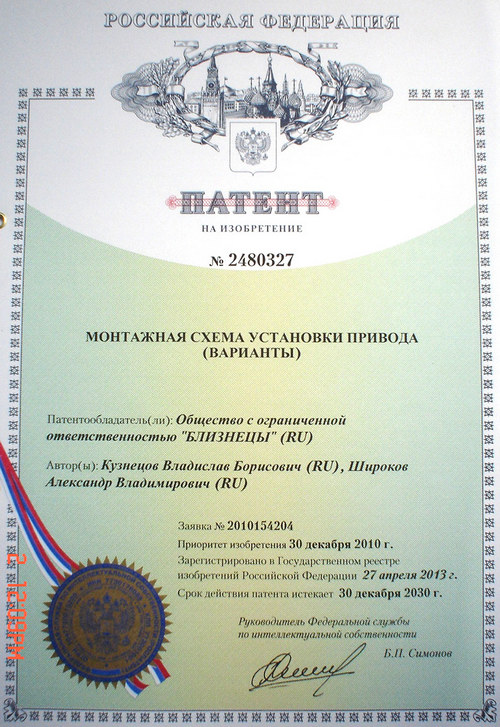 РОССИЙСКАЯ ФЕДЕРАЦИЯ
ПАТЕНТ
НА ИЗОБРЕТЕНИЕ
№ 2480327
МОНТАЖНАЯ СХЕМА УСТАНОВКИ ПРИВОДА
(ВАРИАНТЫ)
Патентообладатель(ли): Общество с ограниченной
ответственностью "БЛИЗНЕЦЫ" (RU)
Автор(ы): Кузнецов Владислав Борисович (RU), Широков
Александр Владимирович (RU)
Заявка № 2010154204
Приоритет изобретения 30 декабря 2010 г.
Зарегистрировано в Государственном реестре
изобретений Российской Федерации 27 апреля 2013 г.
Срок действия патента истекает 30 декабря 2030 г.
Руководитель Федеральной службы
по интеллектуальной собственности
Б.П. Симонов